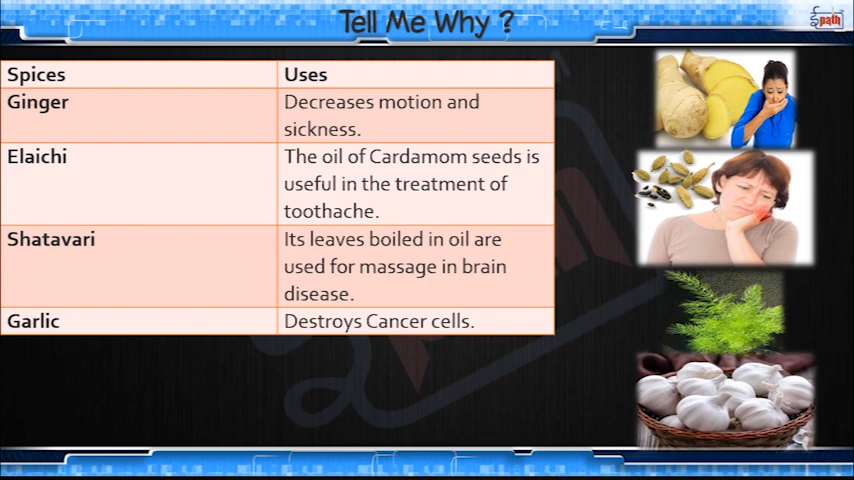 Tell Me Why ?
path
Spices Uses
Ginger Decreases motion and
sickness.
Elaichi The oil of Cardamom seeds is
useful in the treatment of
toothache.
Shatavari Its leaves boiled in oil are
used for massage in brain
disease.
Garlic Destroys Cancer cells.